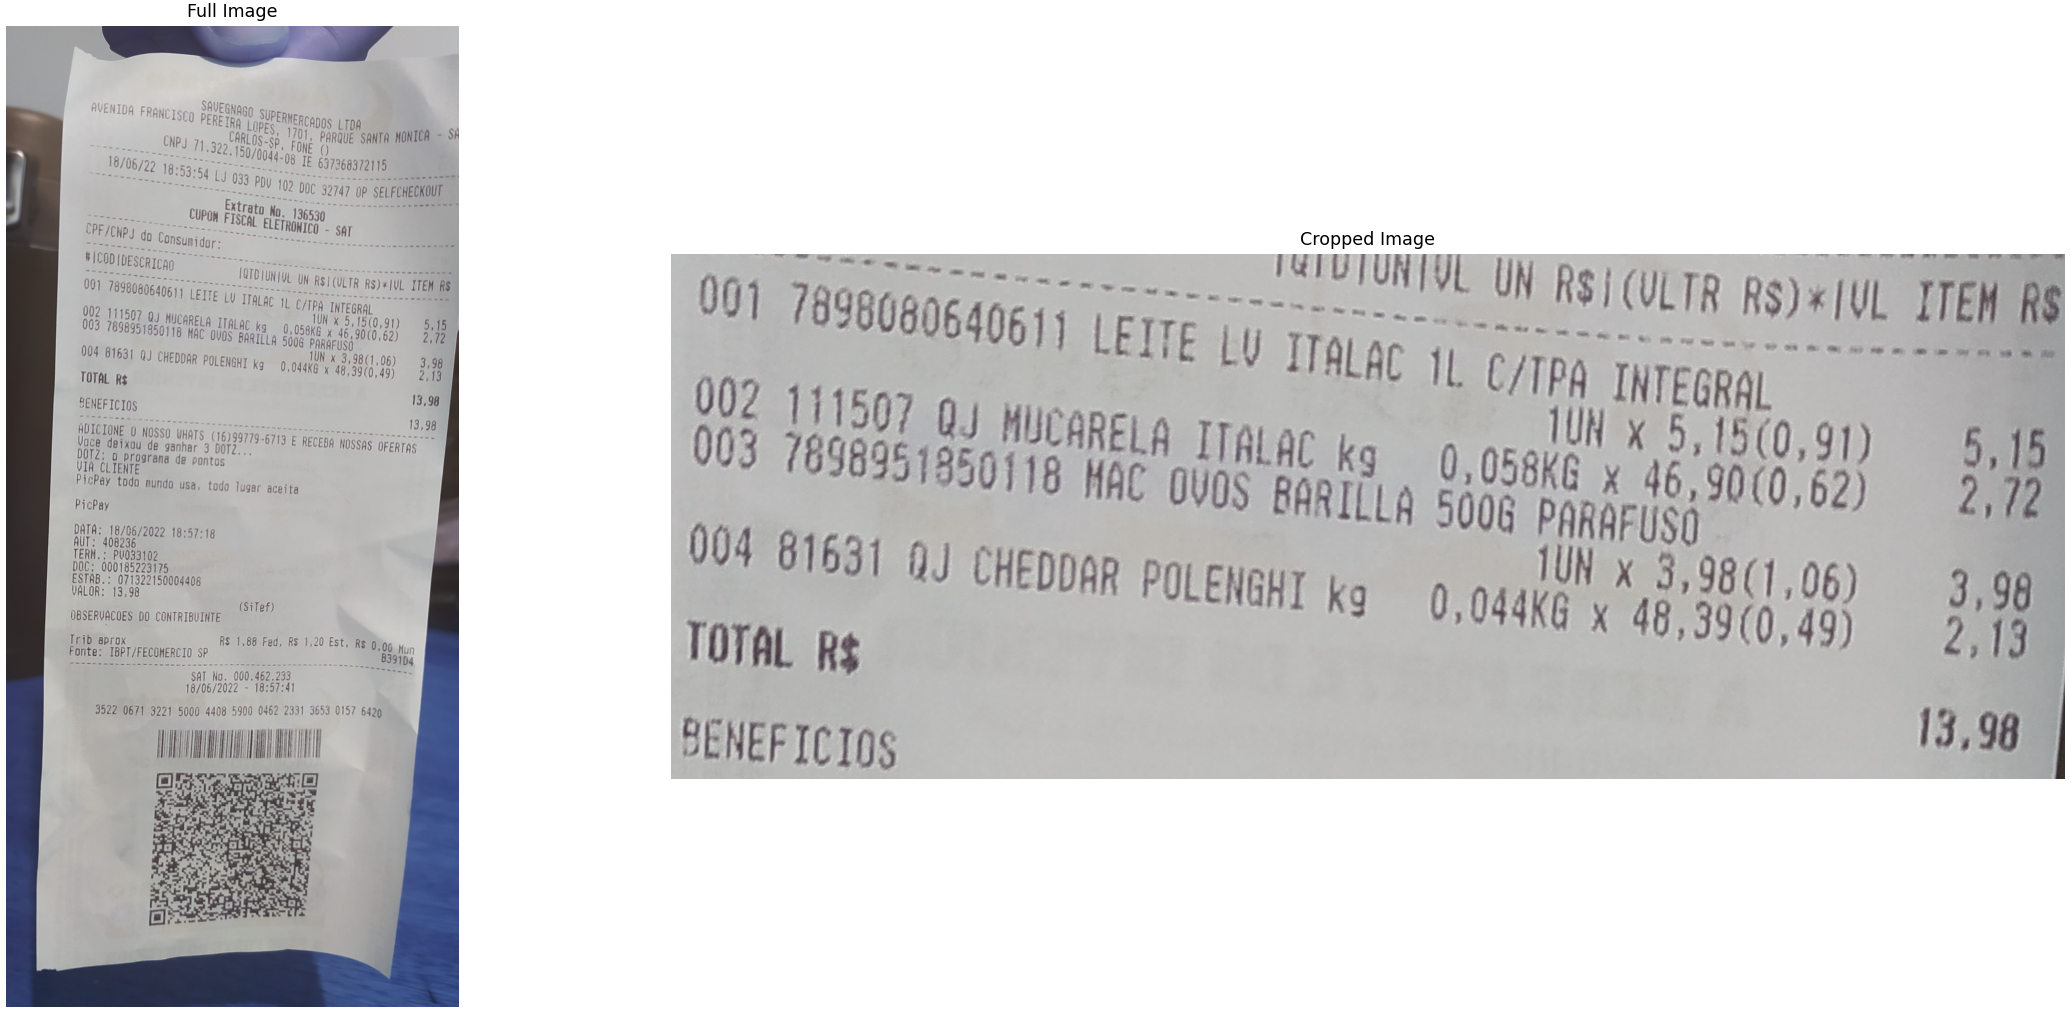 Full Image
SAVEGNAGO SUPERMERCADOS LTDA
AVENIDA FRANCISCO PEREIRA LOPES, 1701, PARQUE SANTA MONICA - SA
CARLOS-SP, FONE ()
CNPJ 71.322.150/0044-08 IE 637368372115
18/06/22 18:53:54 LJ 033 PDV 102 DOC 32747 OP SELFCHECKOUT
Extrato No. 136530
CUPOM FISCAL ELETRONICO - SAT
CPF/CNPJ do Consumidor:
#|COD|DESCRICAO |QTD|UN|VL UN R$|(VLTR R$)*|VL ITEM R$
001 7898080640611 LEITE LV ITALAC 1L C/TPA INTEGRAL
1UN x 5,15(0,91) 5,15
002 111507 QJ MUCARELA ITALAC kg 0,058KG x 46,90(0,62) 2,72
003 7898951850118 MAC OVOS BARILLA 500G PARAFUSO
1UN x 3,98(1,06) 3,98
004 81631 QJ CHEDDAR POLENGHI kg 0,044KG x 48,39(0,49) 2,13
TOTAL R$
13,98
BENEFICIOS
13,98
ADICIONE O NOSSO WHATS (16)99779-6713 E RECEBA NOSSAS OFERTAS
Voce deixou de ganhar 3 DOTZ...
DOTZ: o programa de pontos
VIA CLIENTE
PicPay todo mundo usa, todo lugar aceita
PicPay
DATA: 18/06/2022 18:57:18
AUT: 408236
TERM.: PV033102
DOC: 000185223175
ESTAB.: 071322150004408
VALOR: 13,98
(SiTef)
OBSERVACOES DO CONTRIBUINTE
Trib aprox R$ 1,88 Fed, R$ 1,20 Est, R$ 0,00 Mun
Fonte: IBPT/FECOMERCIO SP B391D4
SAT No. 000.462.233
18/06/2022 - 18:57:41
3522 0671 3221 5000 4408 5900 0462 2331 3653 0157 6420
Cropped Image
|QTD|UN|VL UN R$|(VLTR R$)*|VL ITEM R$
001 7898080640611 LEITE LV ITALAC 1L C/TPA INTEGRAL
1UN x 5,15(0,91) 5,15
002 111507 QJ MUCARELA ITALAC kg 0,058KG x 46,90(0,62) 2,72
003 7898951850118 MAC OVOS BARILLA 500G PARAFUSO
1UN x 3,98(1,06) 3,98
004 81631 QJ CHEDDAR POLENGHI kg 0,044KG x 48,39(0,49) 2,13
TOTAL R$
13,98
BENEFICIOS